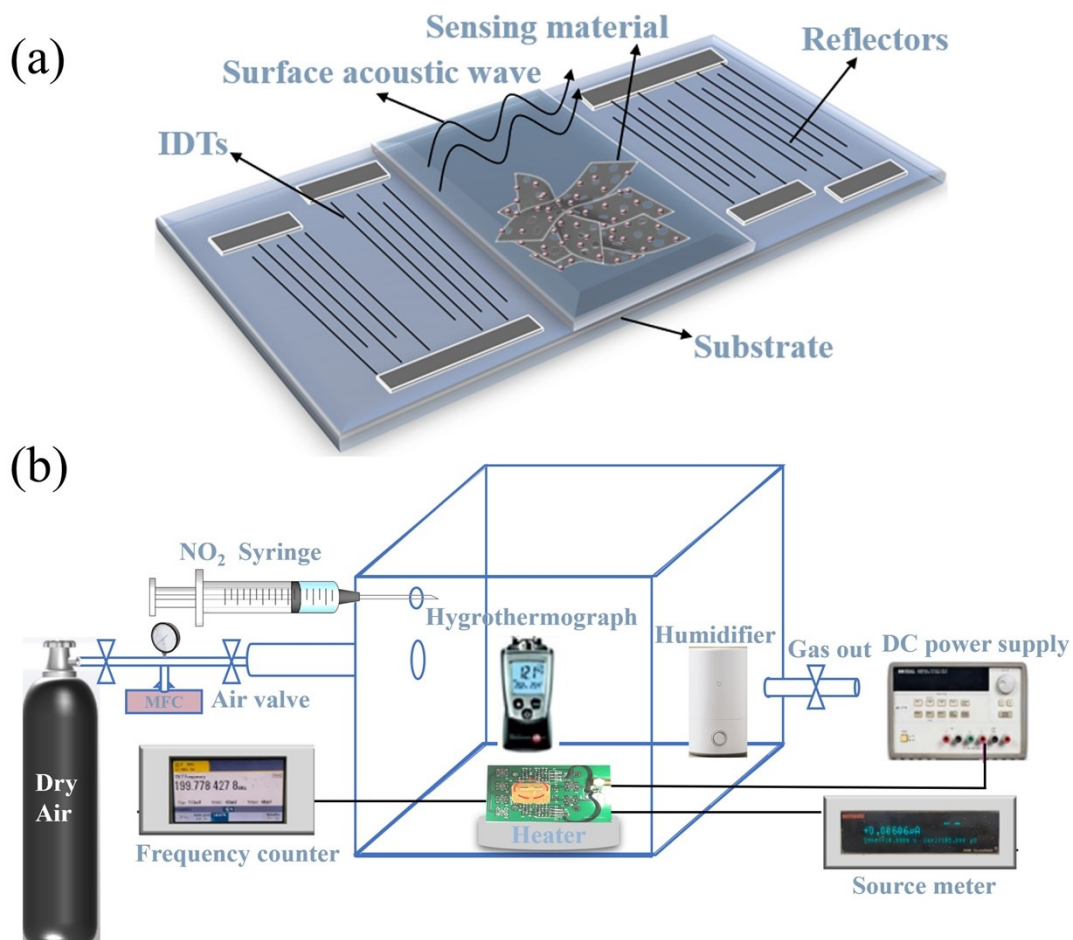 (a)
Sensing material
Reflectors
Surface acoustic wave
IDTs
Substrate
(b)
NO₂ Syringe
Hygrothermograph
Humidifier
Gas out
DC power supply
MFC
Air valve
199.778 427.8
Dry
Air
Heater
Frequency counter
Source meter